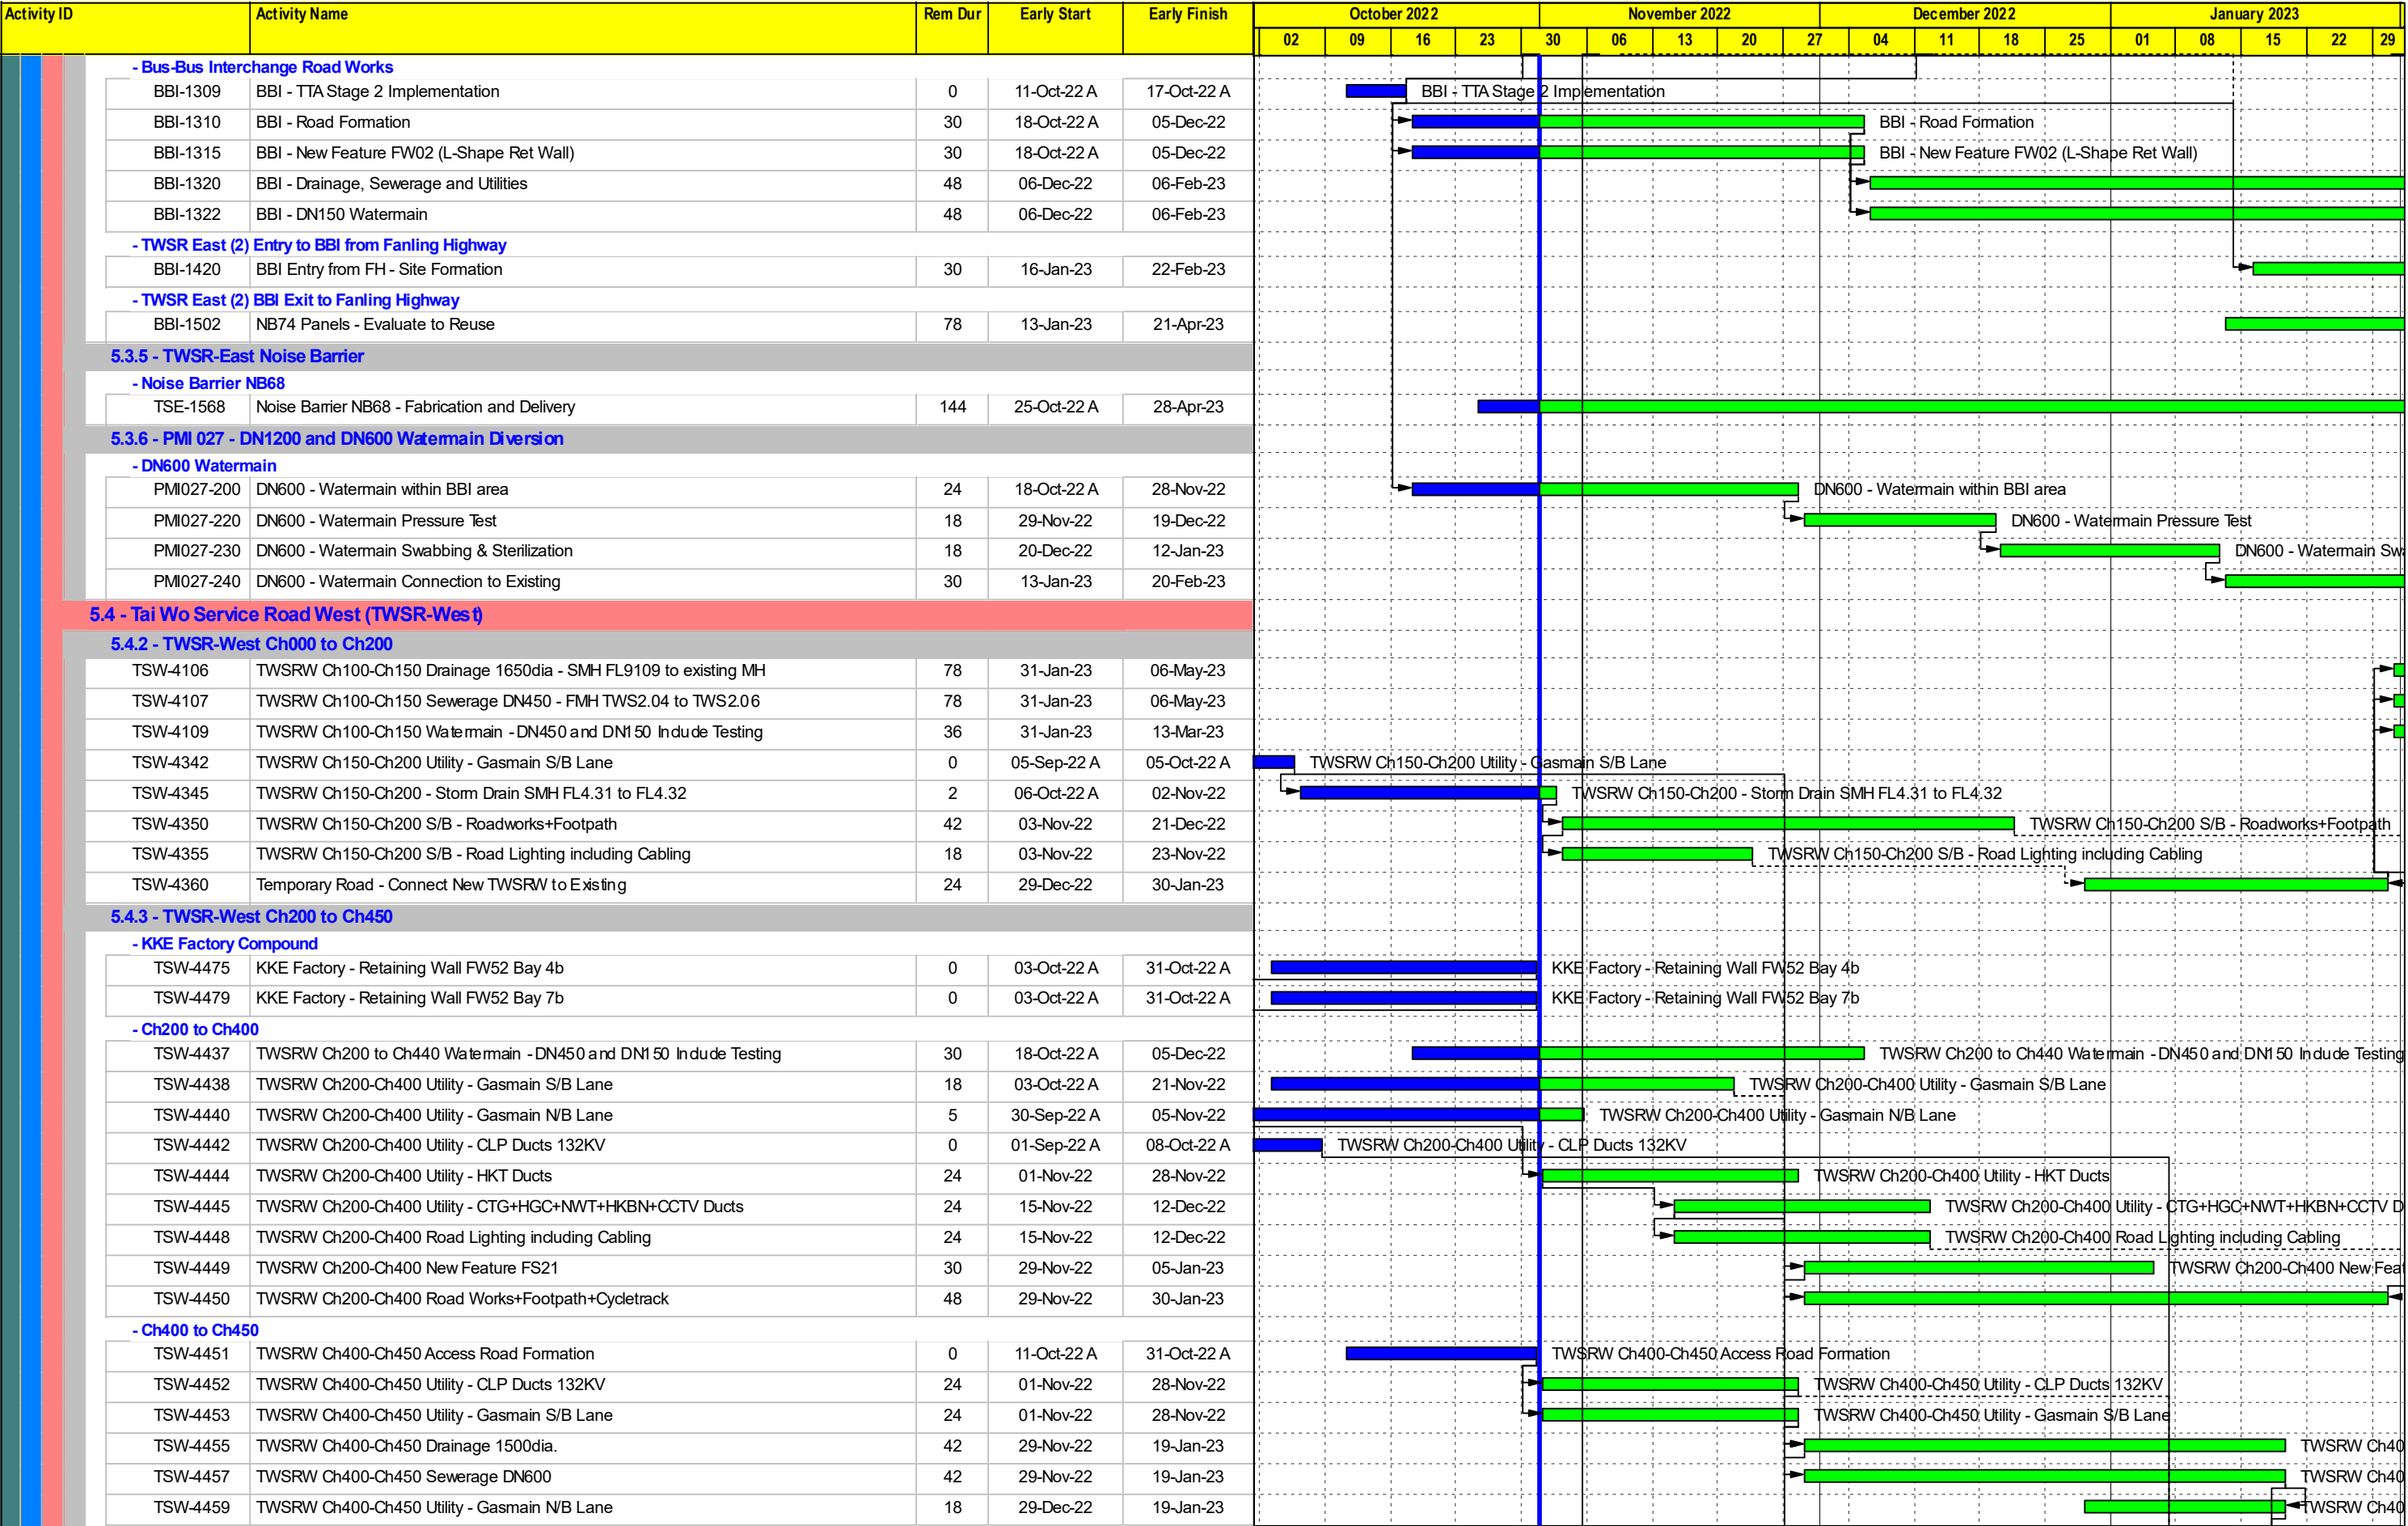 Activity ID Activity Name Rem Dur Early Start Early Finish October 2022 November 2022 December 2022 January 2023
02 09 16 23 30 06 13 20 27 04 11 18 25 01 08 15 22 29
- Bus-Bus Interchange Road Works
BBI-1309 BBI - TTA Stage 2 Implementation 0 11-Oct-22 A 17-Oct-22 A BBI - TTA Stage 2 Implementation
BBI-1310 BBI - Road Formation 30 18-Oct-22 A 05-Dec-22 BBI - Road Formation
BBI-1315 BBI - New Feature FW02 (L-Shape Ret Wall) 30 18-Oct-22 A 05-Dec-22 BBI - New Feature FW02 (L-Shape Ret Wall)
BBI-1320 BBI - Drainage, Sewerage and Utilities 48 06-Dec-22 06-Feb-23
BBI-1322 BBI - DN150 Watermain 48 06-Dec-22 06-Feb-23
- TWSR East (2) Entry to BBI from Fanling Highway
BBI-1420 BBI Entry from FH - Site Formation 30 16-Jan-23 22-Feb-23
- TWSR East (2) BBI Exit to Fanling Highway
BBI-1502 NB74 Panels - Evaluate to Reuse 78 13-Jan-23 21-Apr-23
5.3.5 - TWSR-East Noise Barrier
- Noise Barrier NB68
TSE-1568 Noise Barrier NB68 - Fabrication and Delivery 144 25-Oct-22 A 28-Apr-23
5.3.6 - PMI 027 - DN1200 and DN600 Watermain Diversion
- DN600 Watermain
PMI027-200 DN600 - Watermain within BBI area 24 18-Oct-22 A 28-Nov-22 DN600 - Watermain within BBI area
PMI027-220 DN600 - Watermain Pressure Test 18 29-Nov-22 19-Dec-22 DN600 - Watermain Pressure Test
PMI027-230 DN600 - Watermain Swabbing & Sterilization 18 20-Dec-22 12-Jan-23 DN600 - Watermain Sw
PMI027-240 DN600 - Watermain Connection to Existing 30 13-Jan-23 20-Feb-23
5.4 - Tai Wo Service Road West (TWSR-West)
5.4.2 - TWSR-West Ch000 to Ch200
TSW-4106 TWSRW Ch100-Ch150 Drainage 1650dia - SMH FL9109 to existing MH 78 31-Jan-23 06-May-23
TSW-4107 TWSRW Ch100-Ch150 Sewerage DN450 - FMH TWS2.04 to TWS2.06 78 31-Jan-23 06-May-23
TSW-4109 TWSRW Ch100-Ch150 Watermain - DN450 and DN150 Include Testing 36 31-Jan-23 13-Mar-23
TSW-4342 TWSRW Ch150-Ch200 Utility - Gasmain S/B Lane 0 05-Sep-22 A 05-Oct-22 A TWSRW Ch150-Ch200 Utility - Gasmain S/B Lane
TSW-4345 TWSRW Ch150-Ch200 - Storm Drain SMH FL4.31 to FL4.32 2 06-Oct-22 A 02-Nov-22 TWSRW Ch150-Ch200 - Storm Drain SMH FL4.31 to FL4.32
TSW-4350 TWSRW Ch150-Ch200 S/B - Roadworks+Footpath 42 03-Nov-22 21-Dec-22 TWSRW Ch150-Ch200 S/B - Roadworks+Footpath
TSW-4355 TWSRW Ch150-Ch200 S/B - Road Lighting including Cabling 18 03-Nov-22 23-Nov-22 TWSRW Ch150-Ch200 S/B - Road Lighting including Cabling
TSW-4360 Temporary Road - Connect New TWSRW to Existing 24 29-Dec-22 30-Jan-23
5.4.3 - TWSR-West Ch200 to Ch450
- KKE Factory Compound
TSW-4475 KKE Factory - Retaining Wall FW52 Bay 4b 0 03-Oct-22 A 31-Oct-22 A KKE Factory - Retaining Wall FW52 Bay 4b
TSW-4479 KKE Factory - Retaining Wall FW52 Bay 7b 0 03-Oct-22 A 31-Oct-22 A KKE Factory - Retaining Wall FW52 Bay 7b
- Ch200 to Ch400
TSW-4437 TWSRW Ch200 to Ch440 Watermain - DN450 and DN150 Include Testing 30 18-Oct-22 A 05-Dec-22 TWSRW Ch200 to Ch440 Watermain - DN450 and DN150 Include Testing
TSW-4438 TWSRW Ch200-Ch400 Utility - Gasmain S/B Lane 18 03-Oct-22 A 21-Nov-22 TWSRW Ch200-Ch400 Utility - Gasmain S/B Lane
TSW-4440 TWSRW Ch200-Ch400 Utility - Gasmain N/B Lane 5 30-Sep-22 A 05-Nov-22 TWSRW Ch200-Ch400 Utility - Gasmain N/B Lane
TSW-4442 TWSRW Ch200-Ch400 Utility - CLP Ducts 132KV 0 01-Sep-22 A 08-Oct-22 A TWSRW Ch200-Ch400 Utility - CLP Ducts 132KV
TSW-4444 TWSRW Ch200-Ch400 Utility - HKT Ducts 24 01-Nov-22 28-Nov-22 TWSRW Ch200-Ch400 Utility - HKT Ducts
TSW-4445 TWSRW Ch200-Ch400 Utility - CTG+HGC+NWT+HKBN+CCTV Ducts 24 15-Nov-22 12-Dec-22 TWSRW Ch200-Ch400 Utility - CTG+HGC+NWT+HKBN+CCTV D
TSW-4448 TWSRW Ch200-Ch400 Road Lighting including Cabling 24 15-Nov-22 12-Dec-22 TWSRW Ch200-Ch400 Road Lighting including Cabling
TSW-4449 TWSRW Ch200-Ch400 New Feature FS21 30 29-Nov-22 05-Jan-23 TWSRW Ch200-Ch400 New Feat
TSW-4450 TWSRW Ch200-Ch400 Road Works+Footpath+Cycletrack 48 29-Nov-22 30-Jan-23
- Ch400 to Ch450
TSW-4451 TWSRW Ch400-Ch450 Access Road Formation 0 11-Oct-22 A 31-Oct-22 A TWSRW Ch400-Ch450 Access Road Formation
TSW-4452 TWSRW Ch400-Ch450 Utility - CLP Ducts 132KV 24 01-Nov-22 28-Nov-22 TWSRW Ch400-Ch450 Utility - CLP Ducts 132KV
TSW-4453 TWSRW Ch400-Ch450 Utility - Gasmain S/B Lane 24 01-Nov-22 28-Nov-22 TWSRW Ch400-Ch450 Utility - Gasmain S/B Lane
TSW-4455 TWSRW Ch400-Ch450 Drainage 1500dia. 42 29-Nov-22 19-Jan-23 TWSRW Ch40
TSW-4457 TWSRW Ch400-Ch450 Sewerage DN600 42 29-Nov-22 19-Jan-23 TWSRW Ch40
TSW-4459 TWSRW Ch400-Ch450 Utility - Gasmain N/B Lane 18 29-Dec-22 19-Jan-23 TWSRW Ch40